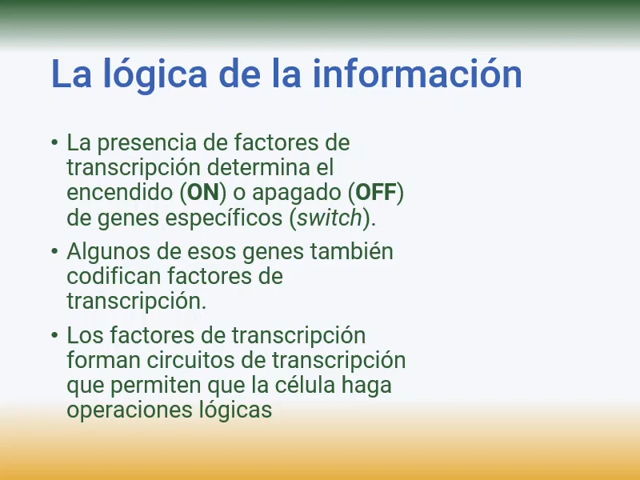 La lógica de la información
• La presencia de factores de
transcripción determina el
encendido (ON) o apagado (OFF)
de genes específicos (switch).
• Algunos de esos genes también
codifican factores de
transcripción.
• Los factores de transcripción
forman circuitos de transcripción
que permiten que la célula haga
operaciones lógicas